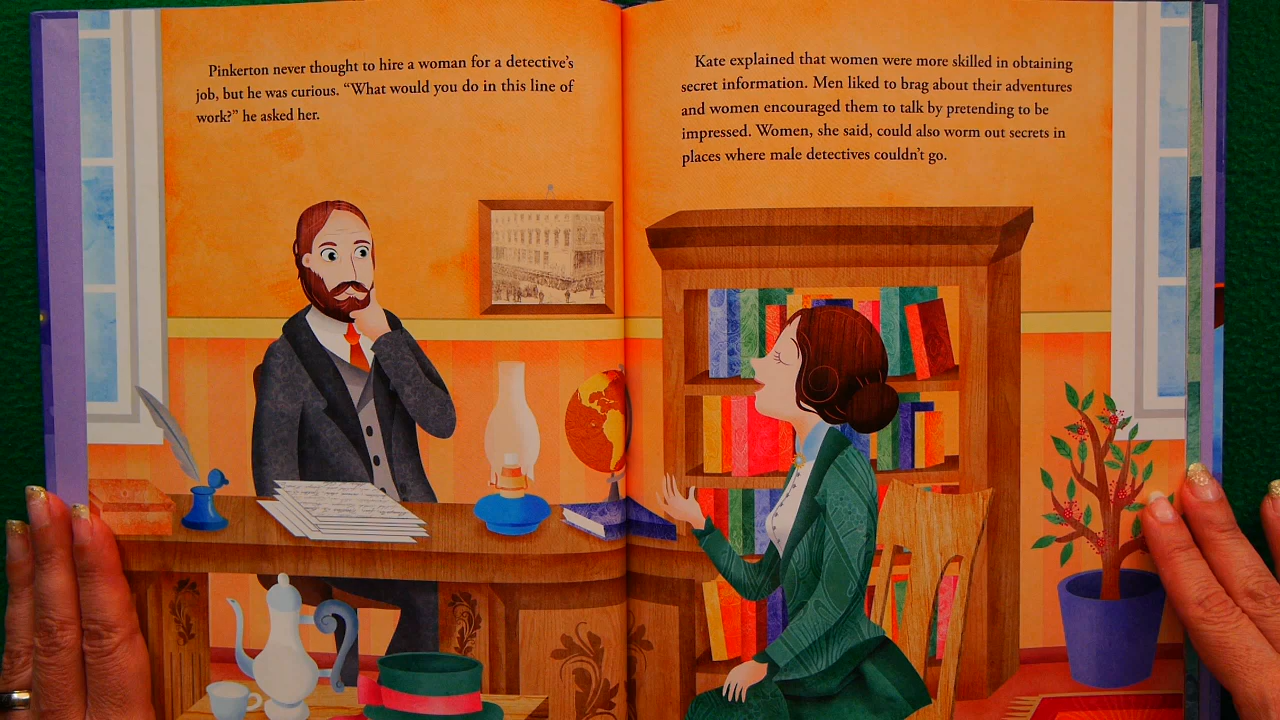 Pinkerton never thought to hire a woman for a detective's
job, but he was curious. “What would you do in this line of
work?” he asked her.
Kate explained that women were more skilled in obtaining
secret information. Men liked to brag about their adventures
and women encouraged them to talk by pretending to be
impressed. Women, she said, could also worm out secrets in
places where male detectives couldn't go.